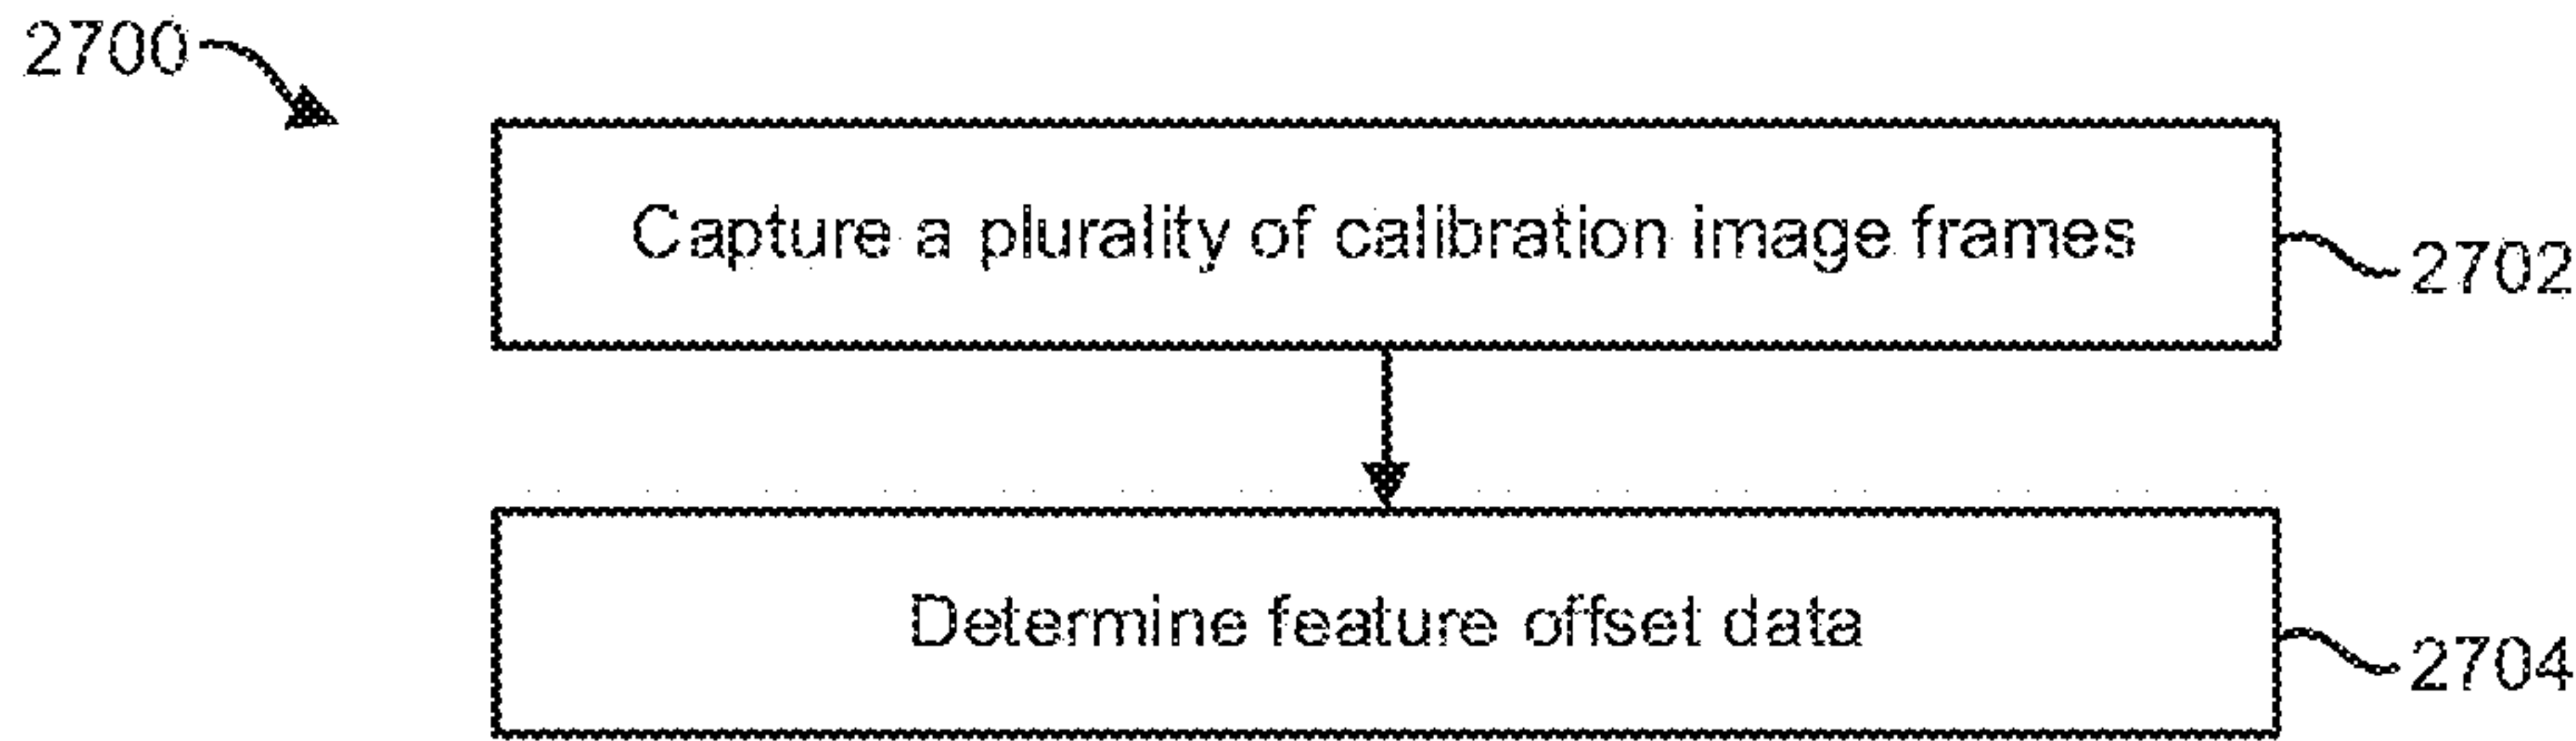 2700
Capture a plurality of calibration image frames
2702
Determine feature offset data
2704